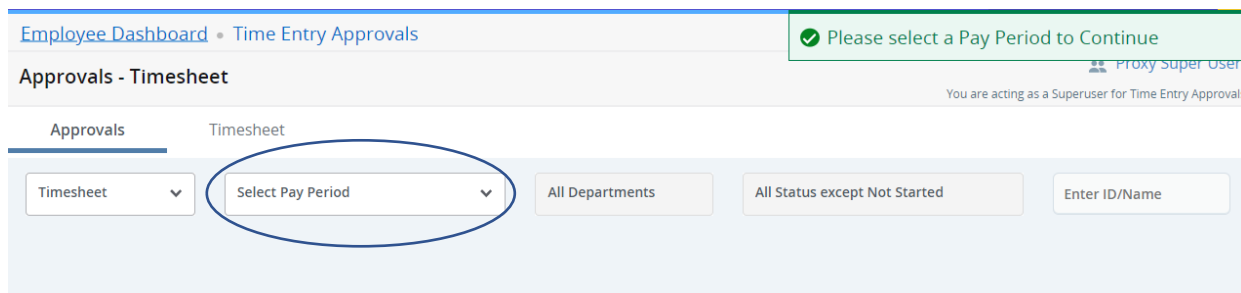 Employee Dashboard • Time Entry Approvals
Please select a Pay Period to Continue
Approvals - Timesheet
Proxy Super User
You are acting as a Superuser for Time Entry Approval
Approvals Timesheet
Timesheet Select Pay Period All Departments All Status except Not Started Enter ID/Name